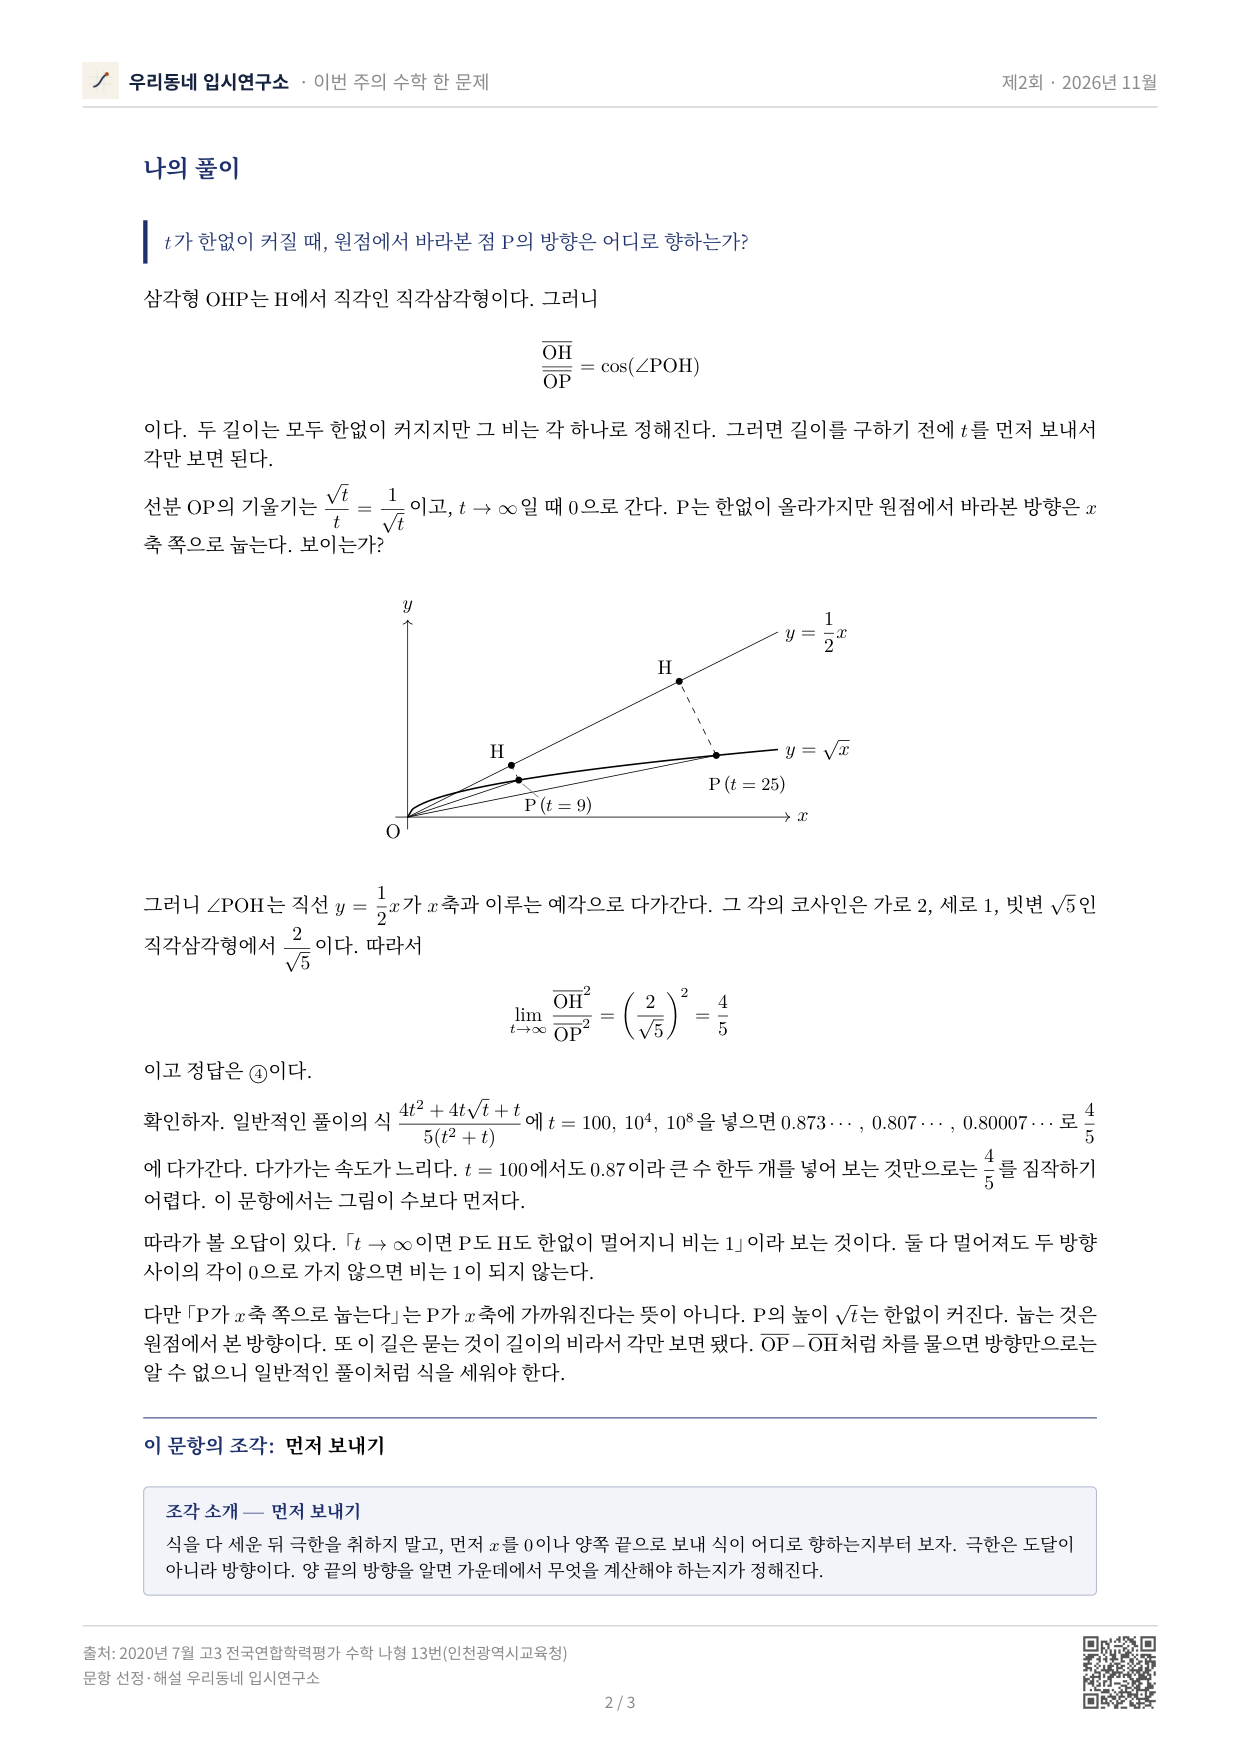 우리동네 입시연구소 · 이번 주의 수학 한 문제
제2회 · 2026년 11월
나의 풀이
t가 한없이 커질 때, 원점에서 바라본 점 P의 방향은 어디로 향하는가?
삼각형 OHP는 H에서 직각인 직각삼각형이다. 그러니
\frac{\overline{OH}}{\overline{OP}} = cos(∠POH)
이다. 두 길이는 모두 한없이 커지지만 그 비는 각 하나로 정해진다. 그러면 길이를 구하기 전에 t를 먼저 보내서
각만 보면 된다.
선분 OP의 기울기는 \frac{√t}{t} = \frac{1}{√t}이고, t → ∞일 때 0으로 간다. P는 한없이 올라가지만 원점에서 바라본 방향은 x
축 쪽으로 눕는다. 보이는가?
y
y = \frac{1}{2}x
H
H
y = √x
P (t = 25)
P (t = 9)
x
O
그러니 ∠POH는 직선 y = \frac{1}{2}x가 x축과 이루는 예각으로 다가간다. 그 각의 코사인은 가로 2, 세로 1, 빗변 √5인
직각삼각형에서 \frac{2}{√5}이다. 따라서
\lim_{t→∞} \frac{\overline{OH}^2}{\overline{OP}^2} = (\frac{2}{√5})^2 = \frac{4}{5}
이고 정답은 ④이다.
확인하자. 일반적인 풀이의 식 \frac{4t^2 + 4t√t + t}{5(t^2 + t)}에 t = 100, 10^4, 10^8을 넣으면 0.873⋯ , 0.807⋯ , 0.80007⋯ 로 \frac{4}{5}
에 다가간다. 다가가는 속도가 느리다. t = 100에서도 0.87이라 큰 수 한두 개를 넣어 보는 것만으로는 \frac{4}{5}를 짐작하기
어렵다. 이 문항에서는 그림이 수보다 먼저다.
따라가 볼 오답이 있다. 「t → ∞이면 P도 H도 한없이 멀어지니 비는 1」이라 보는 것이다. 둘 다 멀어져도 두 방향
사이의 각이 0으로 가지 않으면 비는 1이 되지 않는다.
다만 「P가 x축 쪽으로 눕는다」는 P가 x축에 가까워진다는 뜻이 아니다. P의 높이 √t는 한없이 커진다. 눕는 것은
원점에서 본 방향이다. 또 이 길은 묻는 것이 길이의 비라서 각만 보면 됐다. \overline{OP}−\overline{OH}처럼 차를 물으면 방향만으로는
알 수 없으니 일반적인 풀이처럼 식을 세워야 한다.
이 문항의 조각: 먼저 보내기
조각 소개 — 먼저 보내기
식을 다 세운 뒤 극한을 취하지 말고, 먼저 x를 0이나 양쪽 끝으로 보내 식이 어디로 향하는지부터 보자. 극한은 도달이
아니라 방향이다. 양 끝의 방향을 알면 가운데에서 무엇을 계산해야 하는지가 정해진다.
출처: 2020년 7월 고3 전국연합학력평가 수학 나형 13번(인천광역시교육청)
문항 선정·해설 우리동네 입시연구소
2 / 3